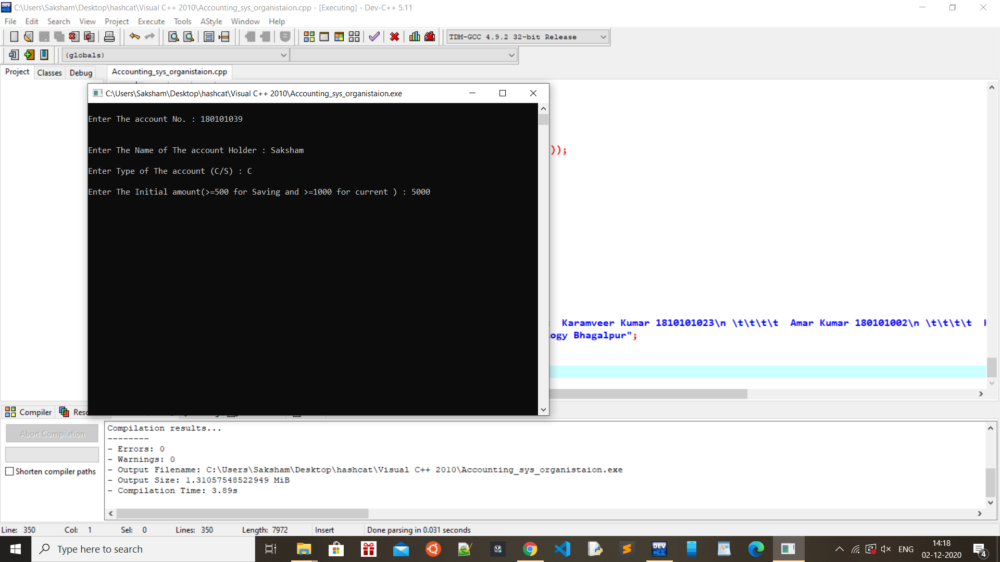 C:\Users\Saksham\Desktop\hashcat\Visual C++ 2010\Accounting_sys_organistaion.cpp - [Executing] - Dev-C++ 5.11
File Edit Search View Project Execute Tools AStyle Window Help
TDM-GCC 4.9.2 32-bit Release
(globals)
Project Classes Debug Accounting_sys_organistaion.cpp
C:\Users\Saksham\Desktop\hashcat\Visual C++ 2010\Accounting_sys_organistaion.exe
Enter The account No. : 180101039
Enter The Name of The account Holder : Saksham
));
Enter Type of The account (C/S) : C
Enter The Initial amount(>=500 for Saving and >=1000 for current ) : 5000
Karamveer Kumar 1810101023\n \t\t\t\t Amar Kumar 180101002\n \t\t\t\t
ogy Bhagalpur";
Compiler Reso
Abort Compilation
Shorten compiler paths
Compilation results...
--------
- Errors: 0
- Warnings: 0
- Output Filename: C:\Users\Saksham\Desktop\hashcat\Visual C++ 2010\Accounting_sys_organistaion.exe
- Output Size: 1.31057548522949 MiB
- Compilation Time: 3.89s
Line: 350 Col: 1 Sel: 0 Lines: 350 Length: 7972 Insert Done parsing in 0.031 seconds
Type here to search
DEV
ENG
14:18
02-12-2020
4